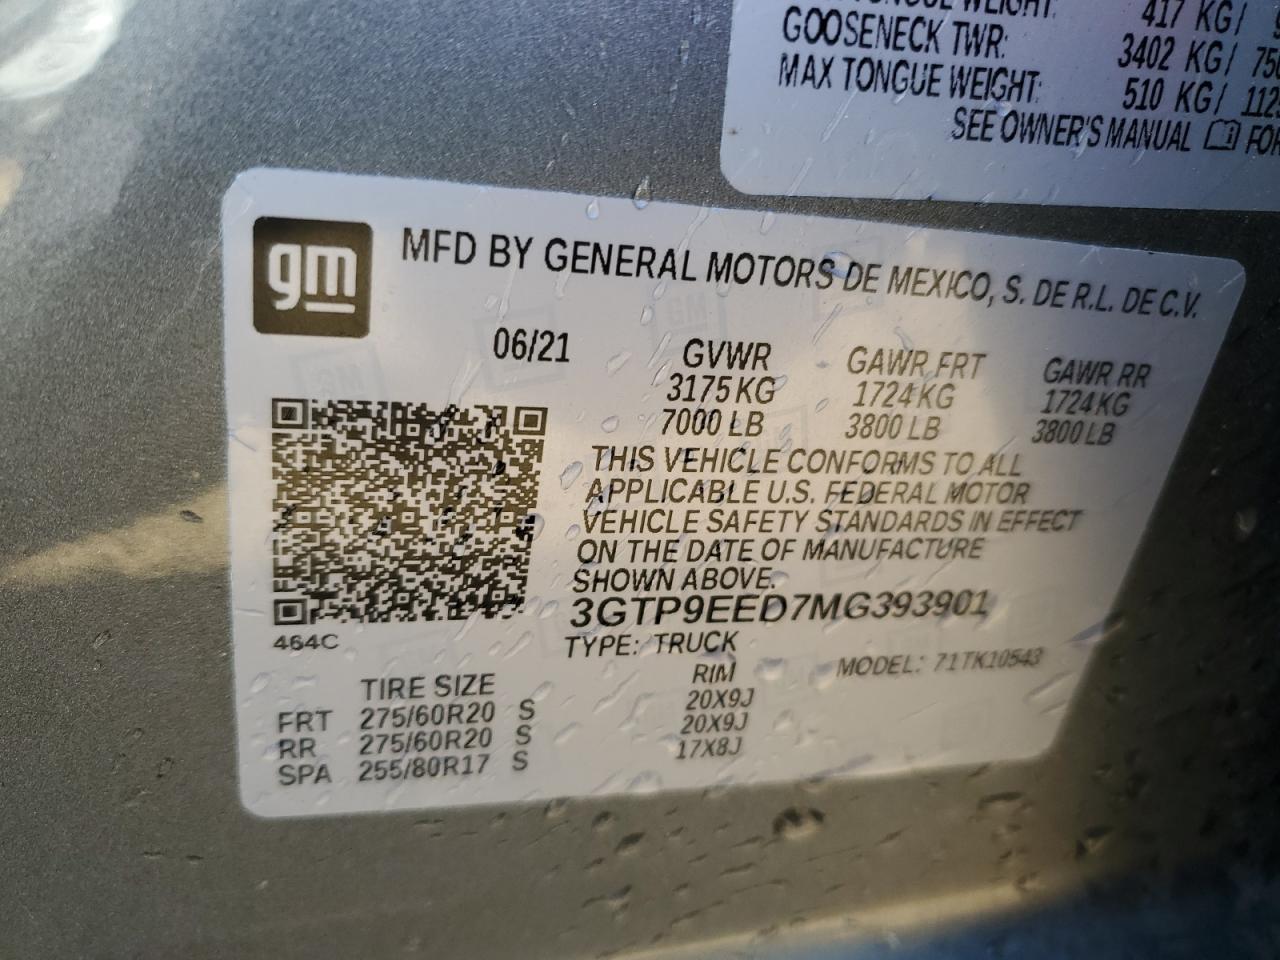 417 KG/
GOOSENECK TWR: 3402 KG/
MAX TONGUE WEIGHT: 510 KG/
SEE OWNER'S MANUAL
gm
MFD BY GENERAL MOTORS DE MEXICO, S. DE R.L. DE C.V.
06/21 GVWR GAWR FRT GAWR RR
3175 KG 1724 KG 1724 KG
7000 LB 3800 LB 3800 LB
THIS VEHICLE CONFORMS TO ALL
APPLICABLE U.S. FEDERAL MOTOR
VEHICLE SAFETY STANDARDS IN EFFECT
ON THE DATE OF MANUFACTURE
SHOWN ABOVE.
3GTP9EED7MG393901
464C
TYPE: TRUCK MODEL: 71TK10543
TIRE SIZE RIM
FRT 275/60R20 S 20X9J
RR 275/60R20 S 20X9J
SPA 255/80R17 S 17X8J